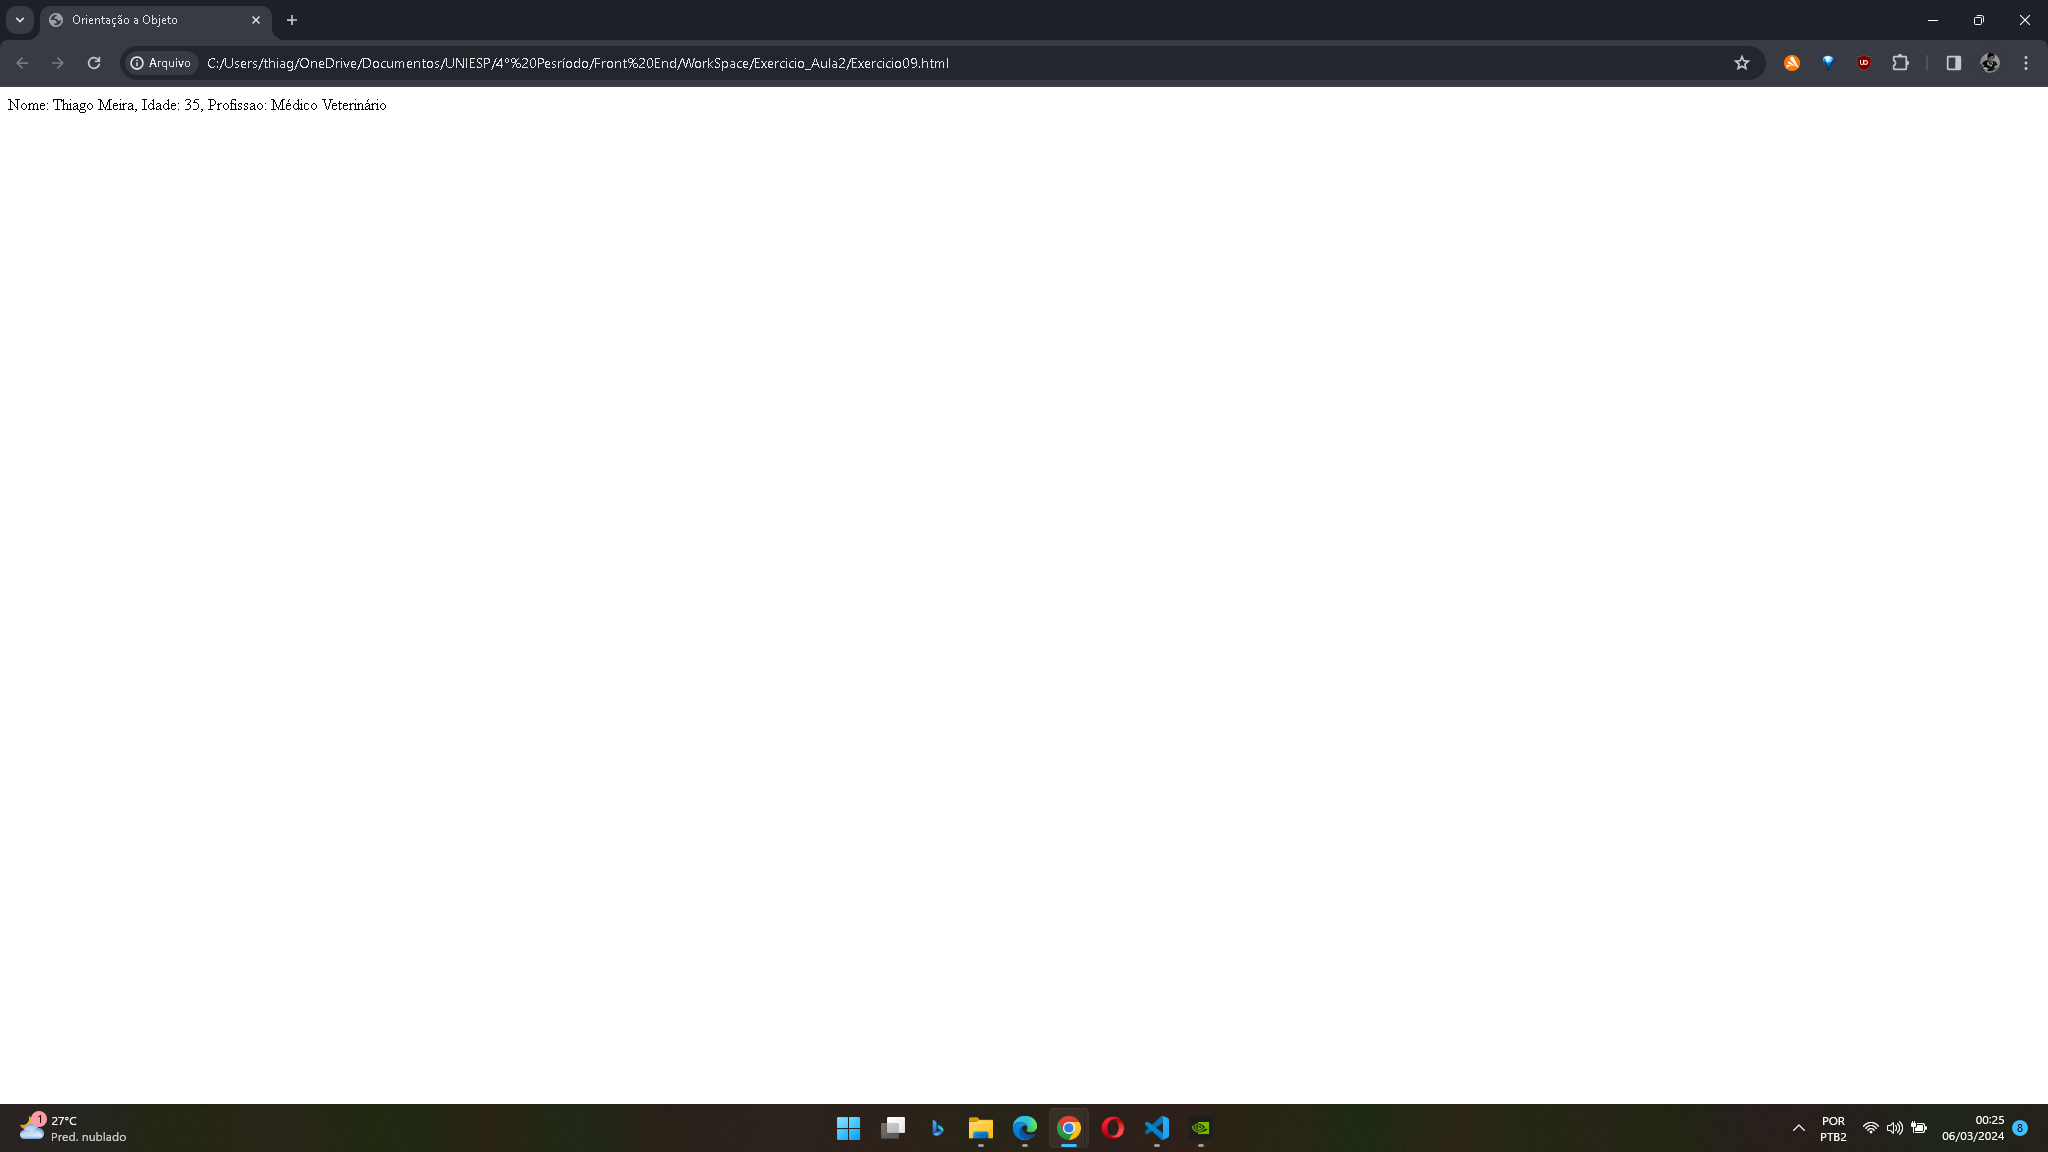 Orientação a Objeto
Arquivo
C:/Users/thiag/OneDrive/Documentos/UNIESP/4°%20Pesríodo/Front%20End/WorkSpace/Exercicio_Aula2/Exercicio09.html
Nome: Thiago Meira, Idade: 35, Profissao: Médico Veterinário
1
27°C
Pred. nublado
POR
PTB2
00:25
06/03/2024
8